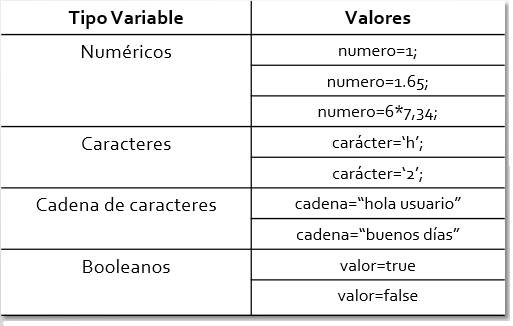 Tipo Variable Valores
Numéricos numero=1;
numero=1.65;
numero=6*7,34;
Caracteres carácter=‘h’;
carácter=‘2’;
Cadena de caracteres cadena=“hola usuario”
cadena=“buenos días”
Booleanos valor=true
valor=false